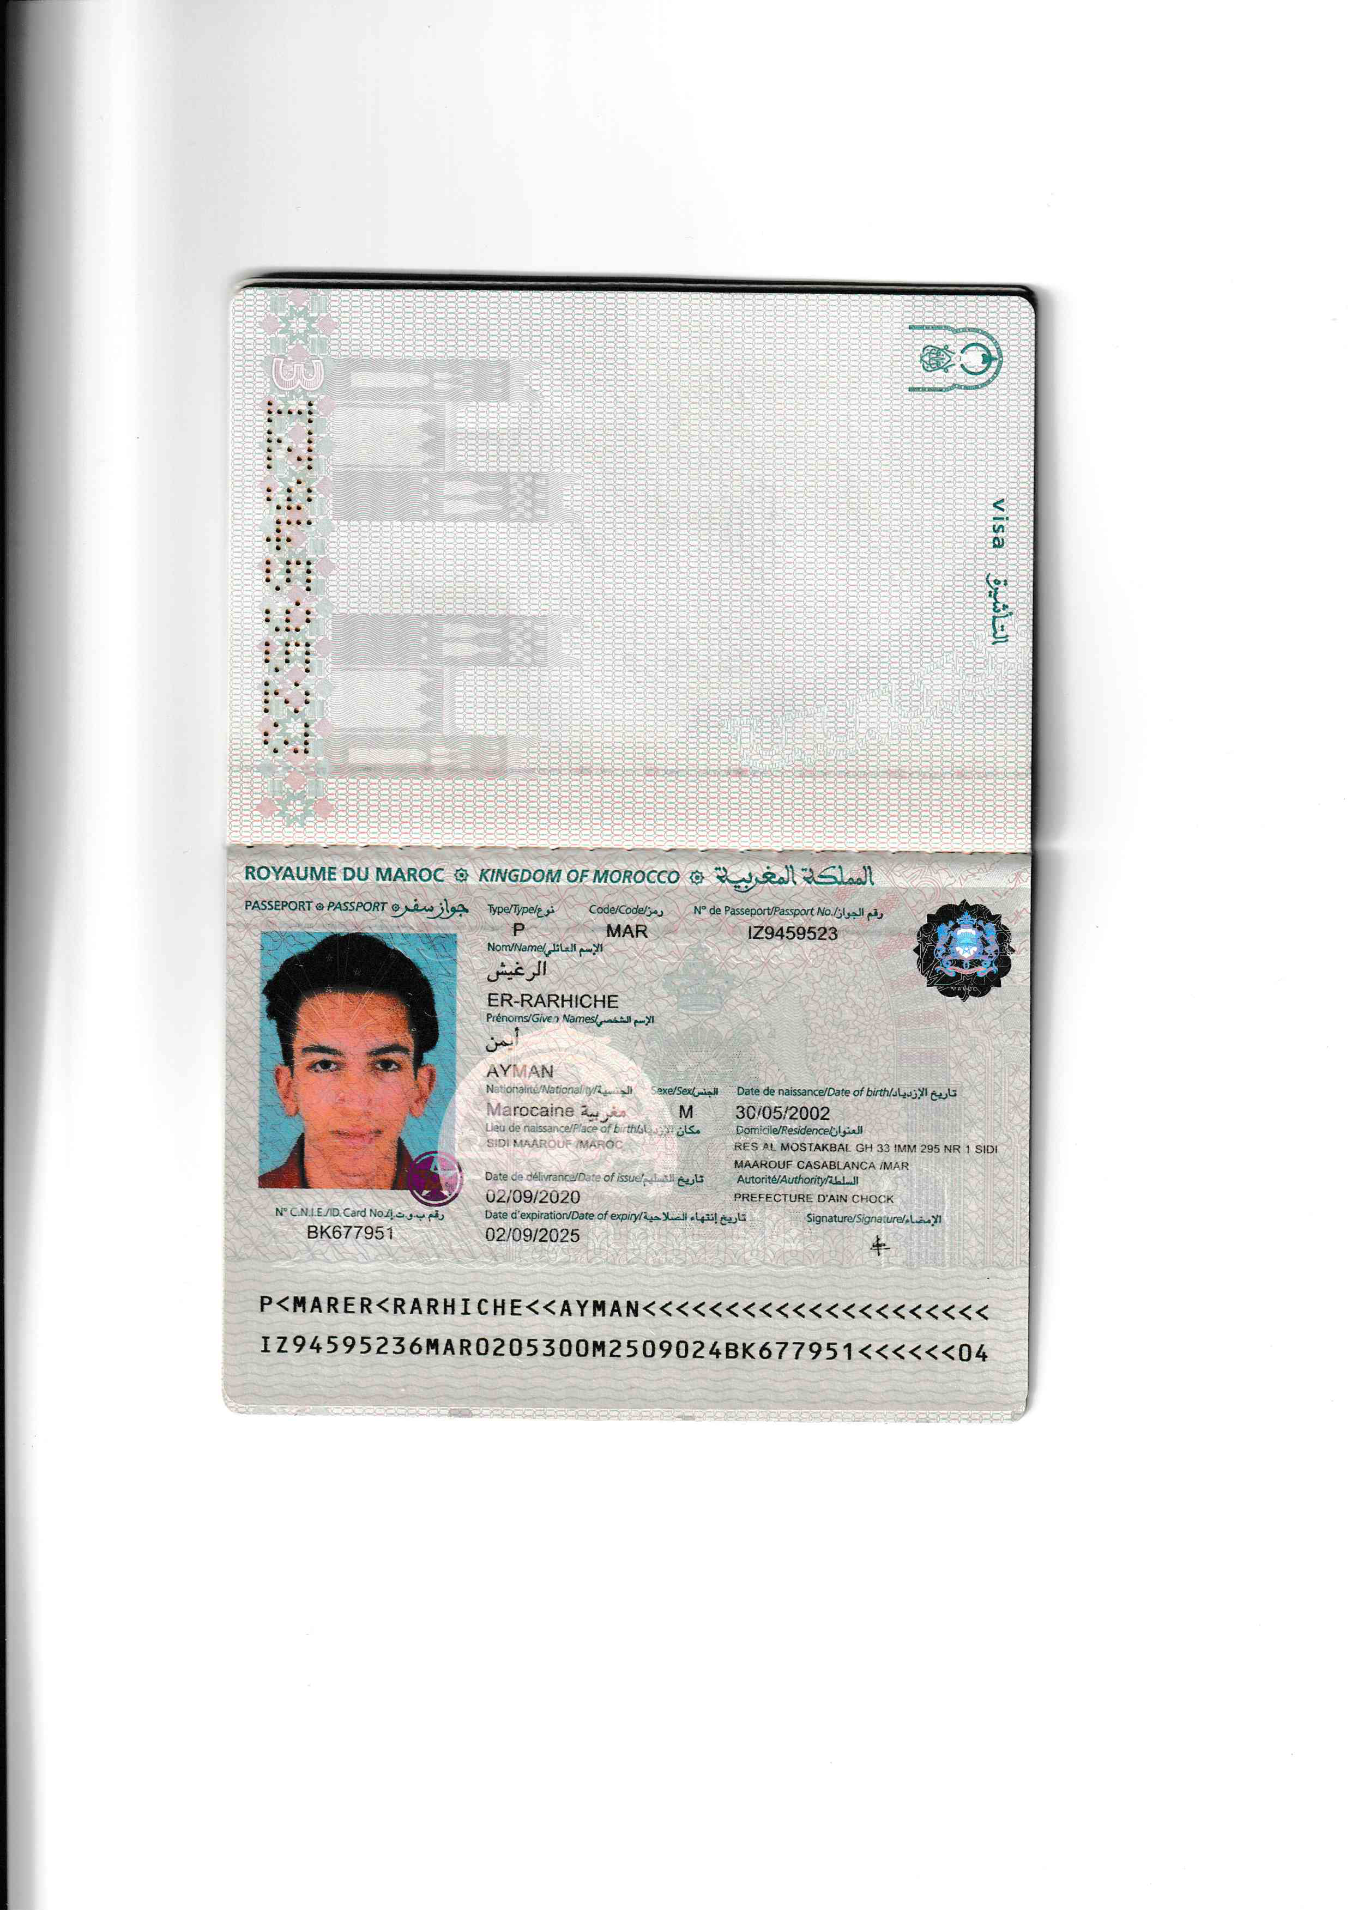 visa التأشيرة
3
IZ9459523
ROYAUME DU MAROC KINGDOM OF MOROCCO المملكة المغربية
PASSEPORT PASSPORT جواز سفر
Type/Type/نوع Code/Code/رمز N° de Passeport/Passport No./رقم الجواز
P MAR IZ9459523
Nom/Name/الإسم العائلي
الرغيش
ER-RARHICHE
Prénoms/Given Names/الإسم الشخصي
أيمن
AYMAN
Nationalité/Nationality/الجنسية Sexe/Sex/الجنس Date de naissance/Date of birth/تاريخ الإزدياد
Marocaine مغربية M 30/05/2002
Lieu de naissance/Place of birth/مكان الإزدياد Domicile/Residence/العنوان
SIDI MAAROUF /MAROC RES AL MOSTAKBAL GH 33 IMM 295 NR 1 SIDI
MAAROUF CASABLANCA /MAR
Date de délivrance/Date of issue/تاريخ التسليم Autorité/Authority/السلطة
02/09/2020 PREFECTURE D'AIN CHOCK
N° C.N.I.E./ID.Card No./رقم ب.و.ت.إ Date d'expiration/Date of expiry/تاريخ إنتهاء الصلاحية Signature/Signature/الإمضاء
BK677951 02/09/2025
P<MARER<RARHICHE<<AYMAN<<<<<<<<<<<<<<<<<<<<<
IZ94595236MAR0205300M2509024BK677951<<<<<<04